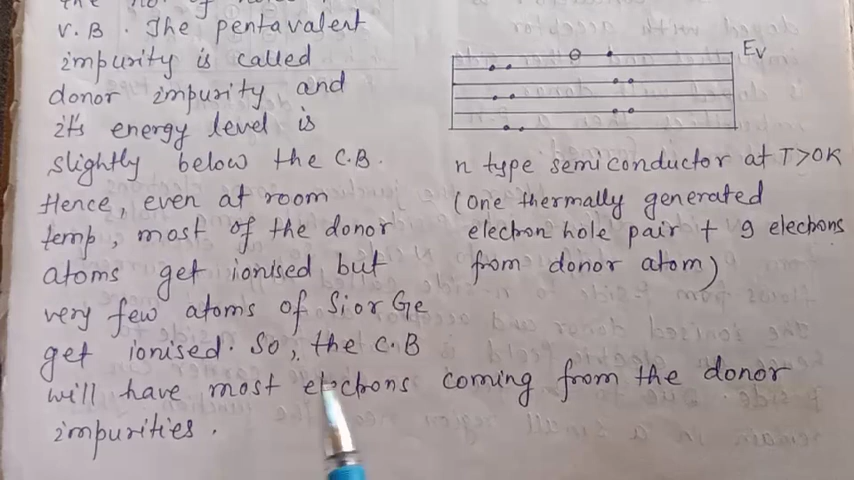 V.B. The pentavalent
impurity is called
donor impurity and
it's energy level is
slightly below the C.B.
Hence, even at room
temp, most of the donor
atoms get ionised but
very few atoms of Si or Ge
get ionised. So, the C.B
will have most electrons coming from the donor
impurities.
Ev
n type semiconductor at T>0K
(One thermally generated
electron hole pair + 9 electrons
from donor atom)